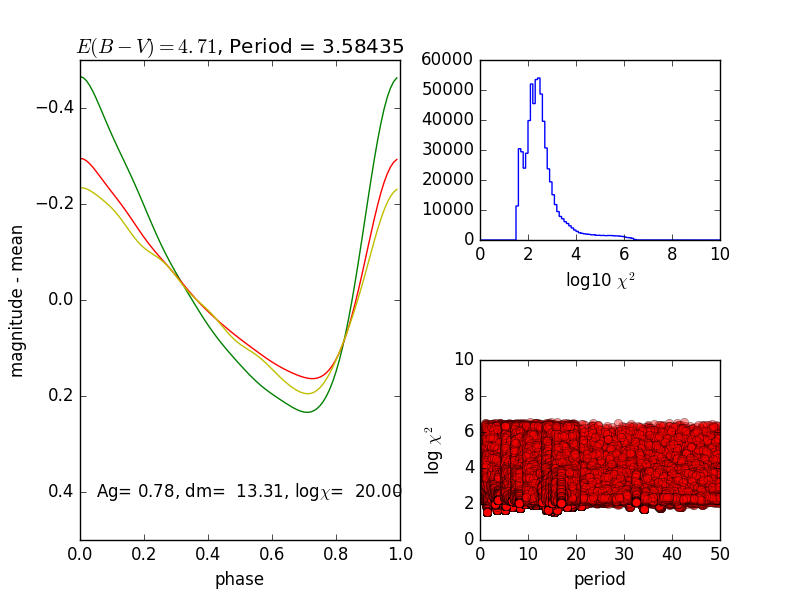 E(B − V) = 4.71, Period = 3.58435
−0.4
−0.2
0.0
0.2
0.4
magnitude - mean
Ag= 0.78, dm= 13.31, logχ= 20.00
0.0 0.2 0.4 0.6 0.8 1.0
phase
60000
50000
40000
30000
20000
10000
0
0 2 4 6 8 10
log10 χ²
10
8
6
4
2
0
log χ²
0 10 20 30 40 50
period